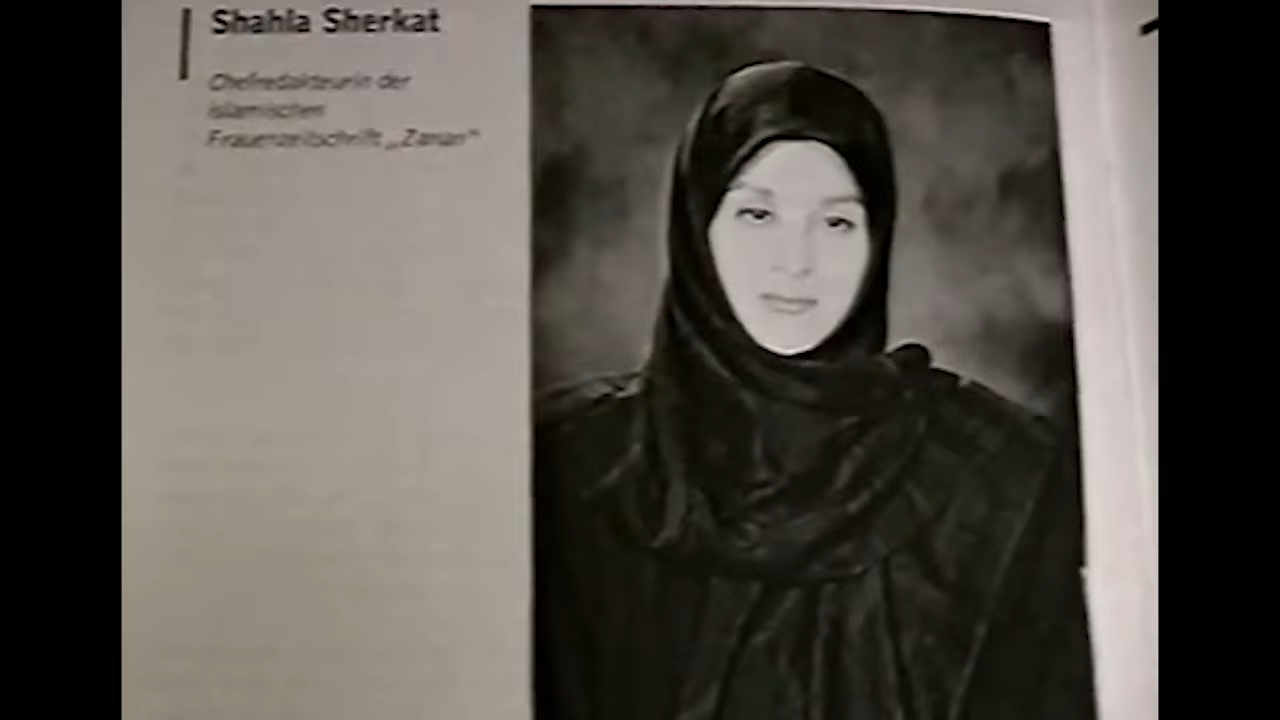 Shahla Sherkat
Chefredakteurin der
islamischen
Frauenzeitschrift „Zanan“